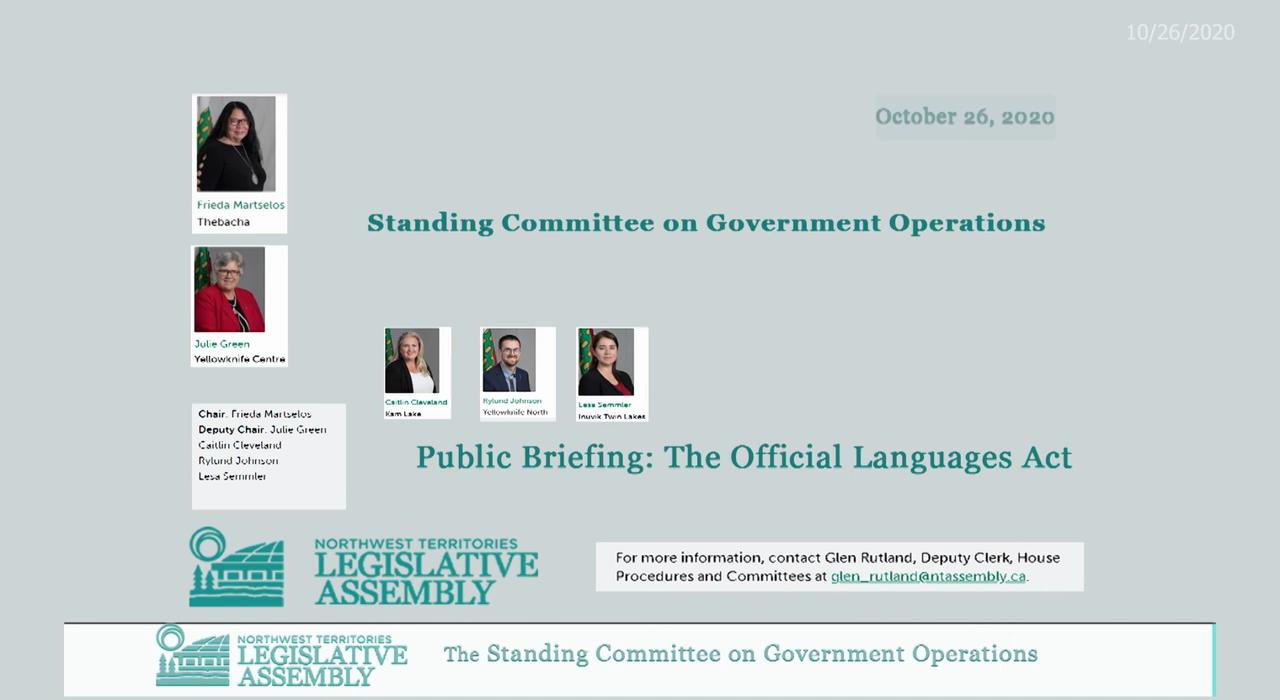 10/26/2020
October 26, 2020
Frieda Martselos
Thebacha
Standing Committee on Government Operations
Julie Green
Yellowknife Centre
Caitlin Cleveland
Kam Lake
Rylund Johnson
Yellowknife North
Lesa Semmler
Inuvik Twin Lakes
Chair: Frieda Martselos
Deputy Chair: Julie Green
Caitlin Cleveland
Rylund Johnson
Lesa Semmler
Public Briefing: The Official Languages Act
NORTHWEST TERRITORIES
LEGISLATIVE
ASSEMBLY
For more information, contact Glen Rutland, Deputy Clerk, House
Procedures and Committees at glen_rutland@ntassembly.ca.
NORTHWEST TERRITORIES
LEGISLATIVE
ASSEMBLY
The Standing Committee on Government Operations